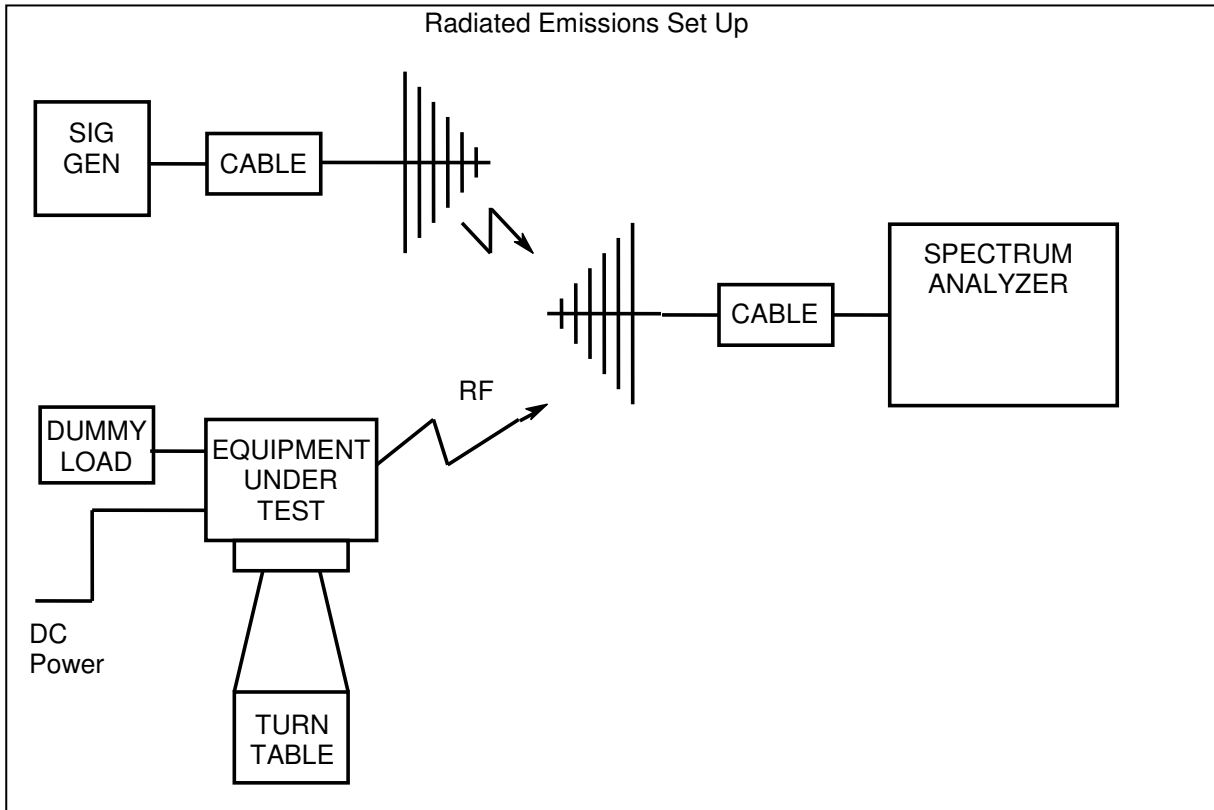 Radiated Emissions Set Up
SIG
GEN
CABLE
SPECTRUM
ANALYZER
CABLE
RF
DUMMY
LOAD
EQUIPMENT
UNDER
TEST
DC
Power
TURN
TABLE